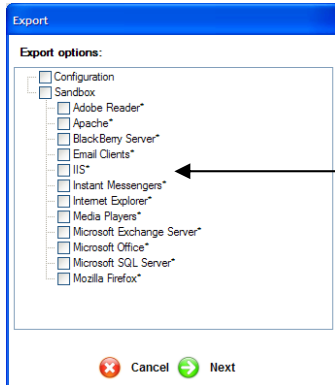 Export
Export options:
Configuration
Sandbox
Adobe Reader*
Apache*
BlackBerry Server*
Email Clients*
IIS*
Instant Messengers*
Internet Explorer*
Media Players*
Microsoft Exchange Server*
Microsoft Office*
Microsoft SQL Server*
Mozilla Firefox*
Cancel Next